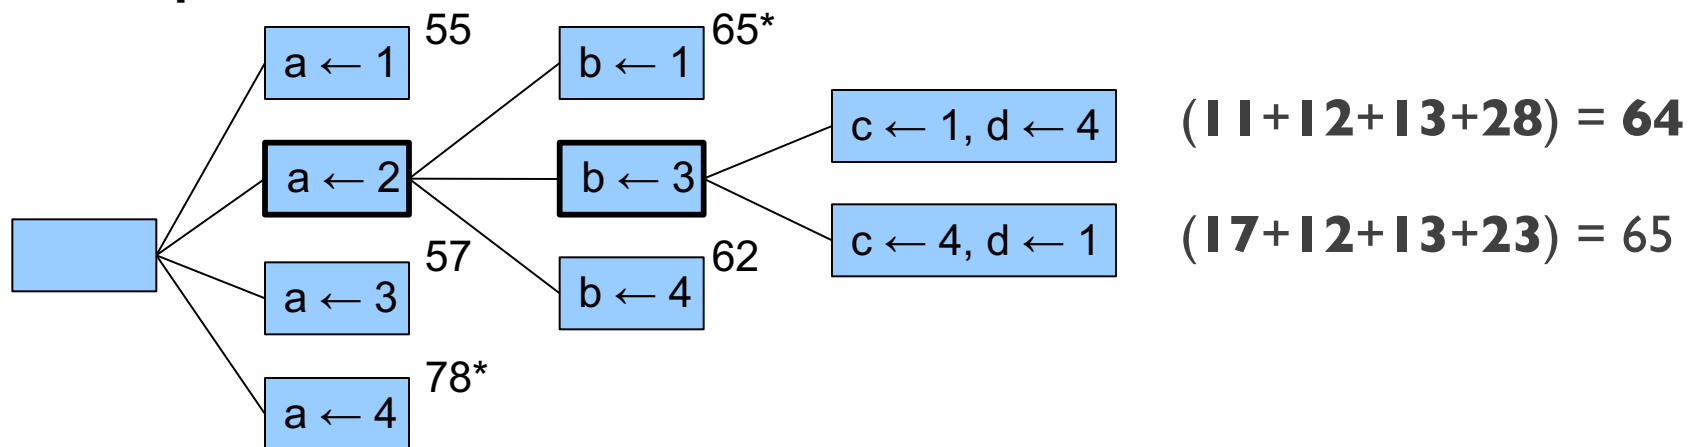 55
a ← 1
65*
b ← 1
c ← 1, d ← 4
(11+12+13+28) = 64
a ← 2
b ← 3
c ← 4, d ← 1
(17+12+13+23) = 65
57
a ← 3
62
b ← 4
78*
a ← 4